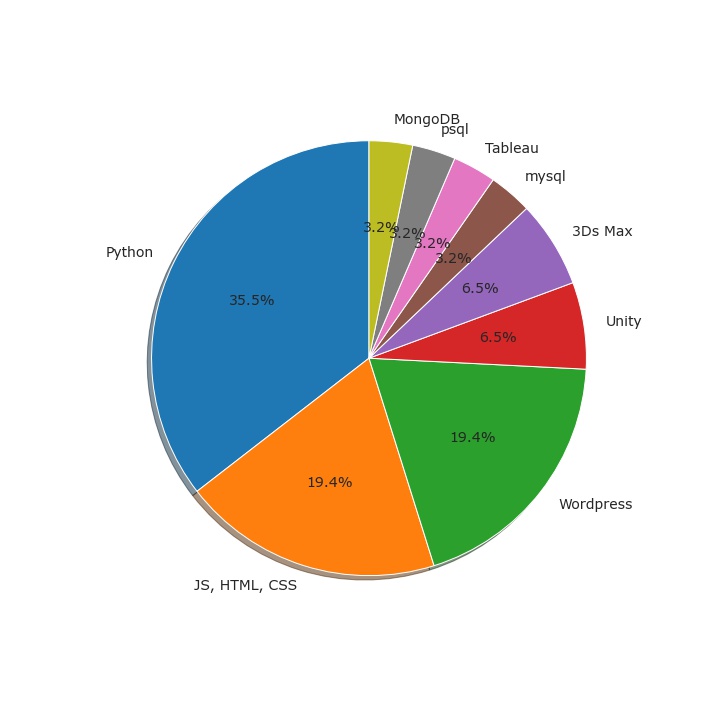 MongoDB
psql
Tableau
mysql
3Ds Max
Unity
Wordpress
JS, HTML, CSS
Python
3.2%
3.2%
3.2%
3.2%
6.5%
6.5%
19.4%
19.4%
35.5%